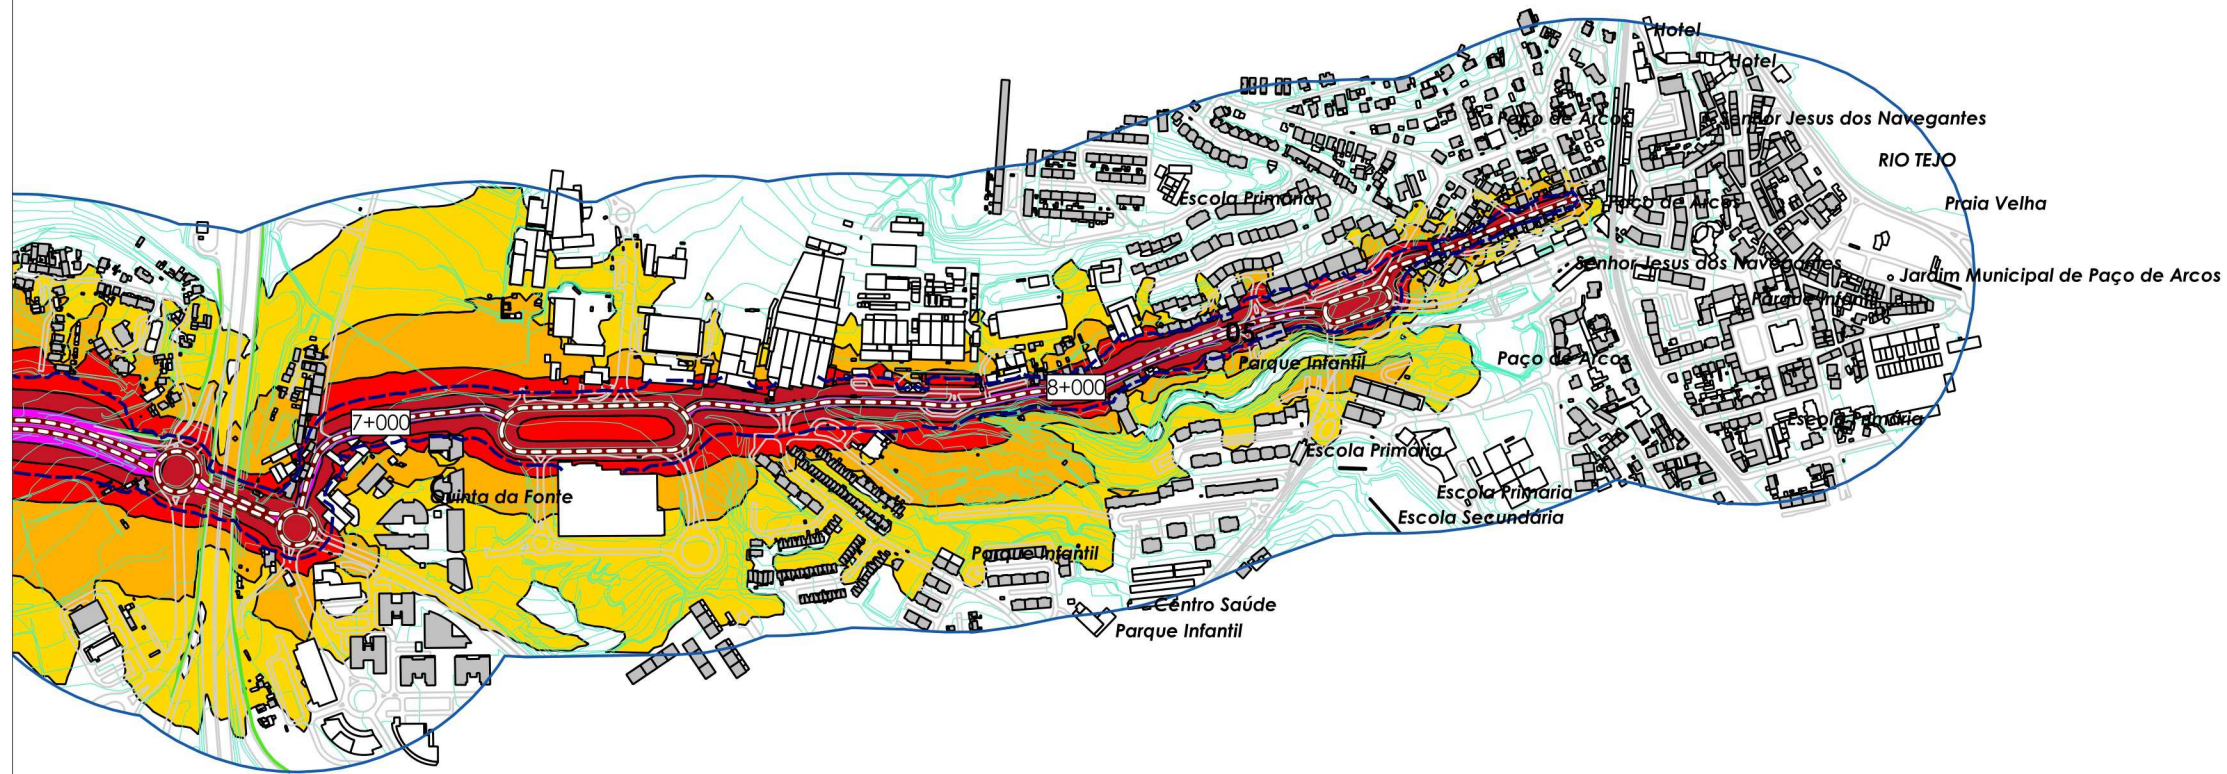 Hotel
Hotel
Paço de Arcos
Senhor Jesus dos Navegantes
RIO TEJO
Escola Primária
Paço de Arcos
Praia Velha
Senhor Jesus dos Navegantes
Jardim Municipal de Paço de Arcos
Parque Infantil
05
Parque Infantil
Paço de Arcos
8+000
7+000
Escola Primária
Escola Primária
Quinta da Fonte
Escola Primaria
Escola Secundária
Parque Infantil
Centro Saúde
Parque Infantil